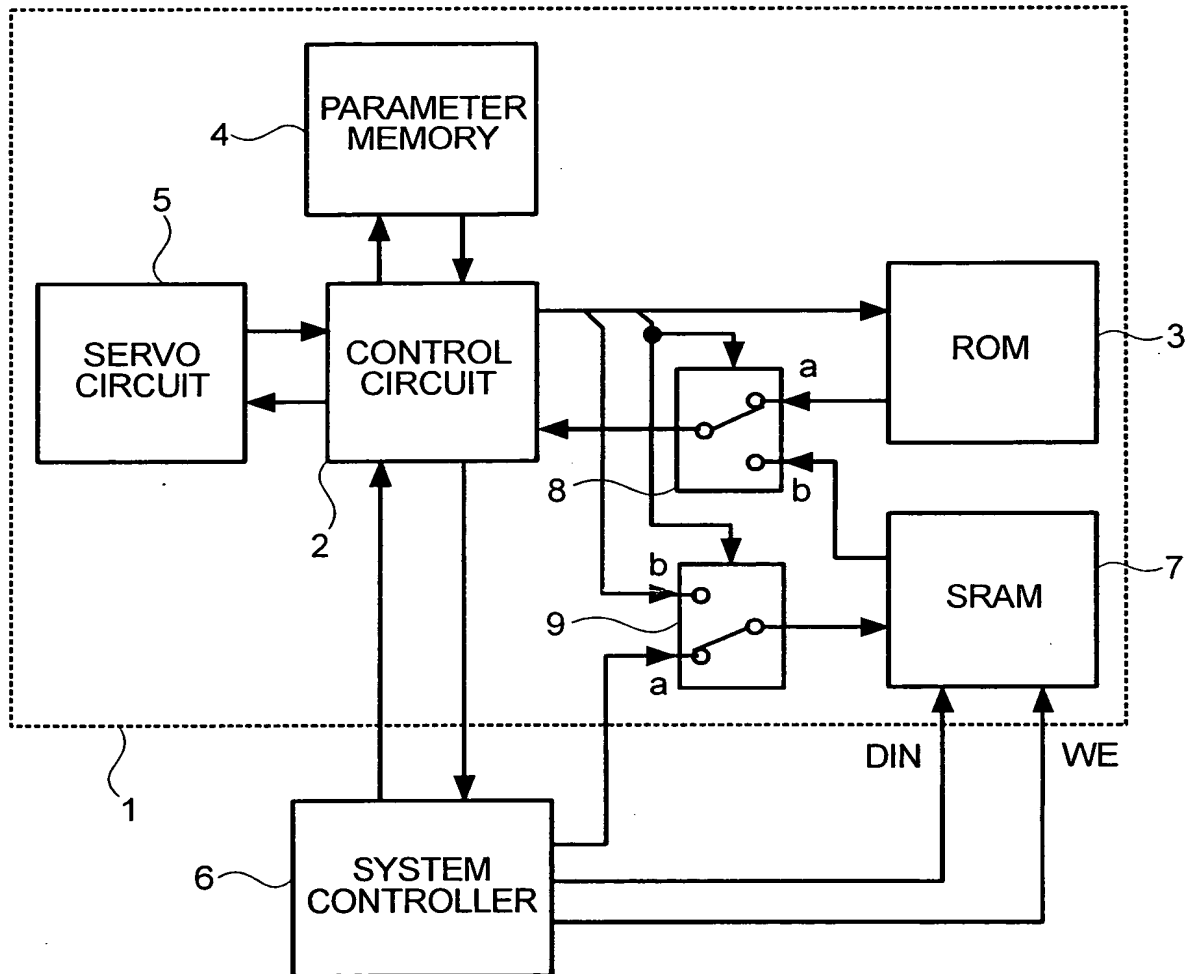 PARAMETER
MEMORY
4
5
SERVO
CIRCUIT
CONTROL
CIRCUIT
2
ROM
3
a
8
b
SRAM
7
b
9
a
1
DIN
WE
SYSTEM
CONTROLLER
6